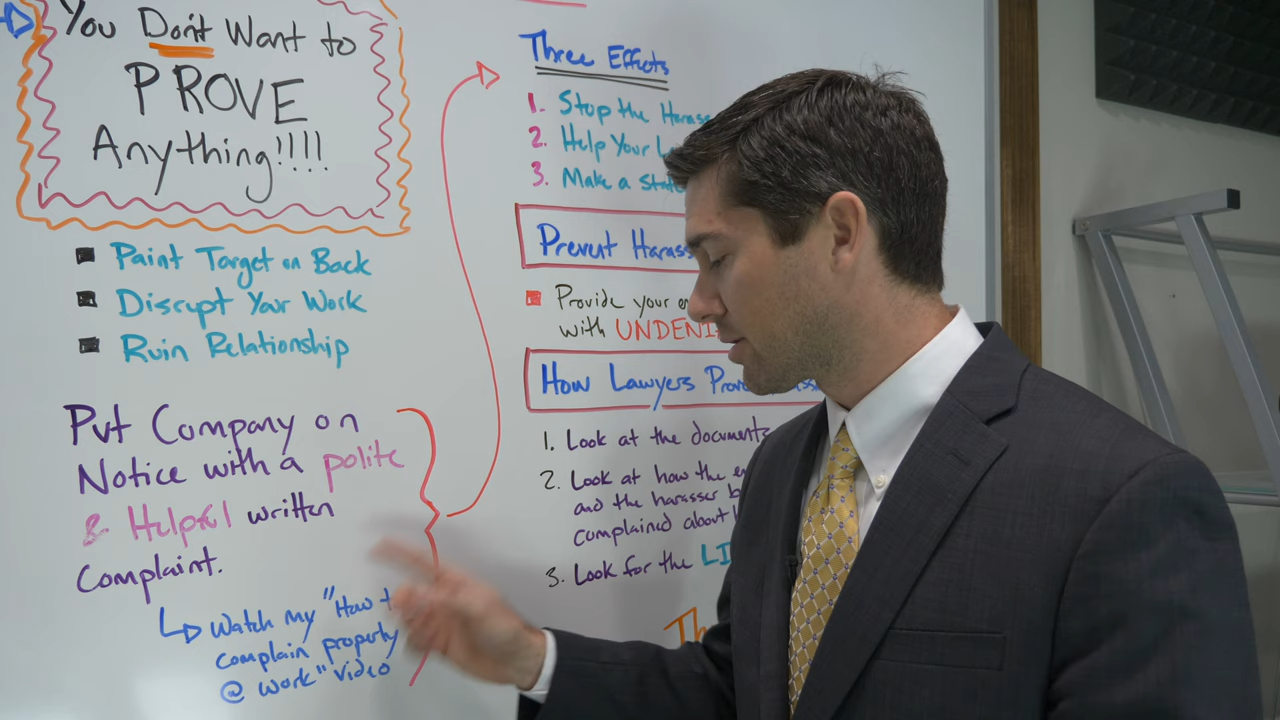 You Don't Want to
PROVE
Anything!!!!
Paint Target on Back
Disrupt Your Work
Ruin Relationship
Put Company on
Notice with a polite
& Helpful written
Complaint.
Watch my "How
complain property
@ work" video
Three Effects
1. Stop the
2. Help Your
3. Make a
Prevent
Provide your
with
How Lawyers
1. Look at the documents
2. Look at how the
and the harasser
complained about
3. Look for the